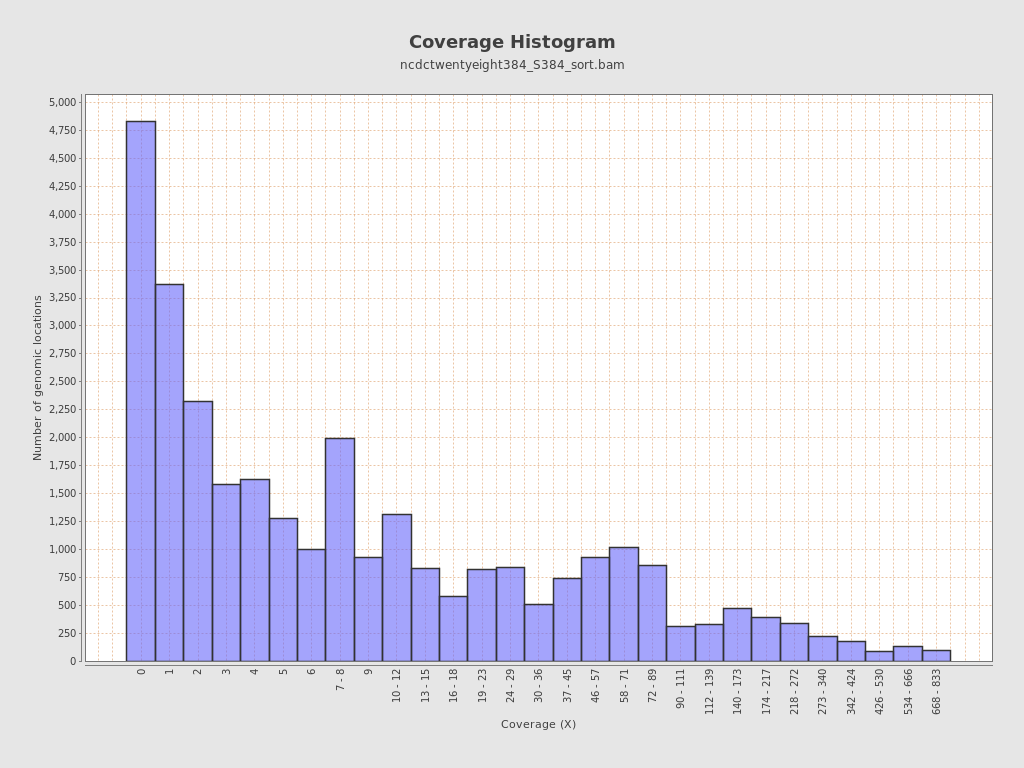 Coverage Histogram
ncdctwentyeight384_S384_sort.bam
Number of genomic locations
5,000
4,750
4,500
4,250
4,000
3,750
3,500
3,250
3,000
2,750
2,500
2,250
2,000
1,750
1,500
1,250
1,000
750
500
250
0
0
1
2
3
4
5
6
7 - 8
9
10 - 12
13 - 15
16 - 18
19 - 23
24 - 29
30 - 36
37 - 45
46 - 57
58 - 71
72 - 89
90 - 111
112 - 139
140 - 173
174 - 217
218 - 272
273 - 340
342 - 424
426 - 530
534 - 666
668 - 833
Coverage (X)